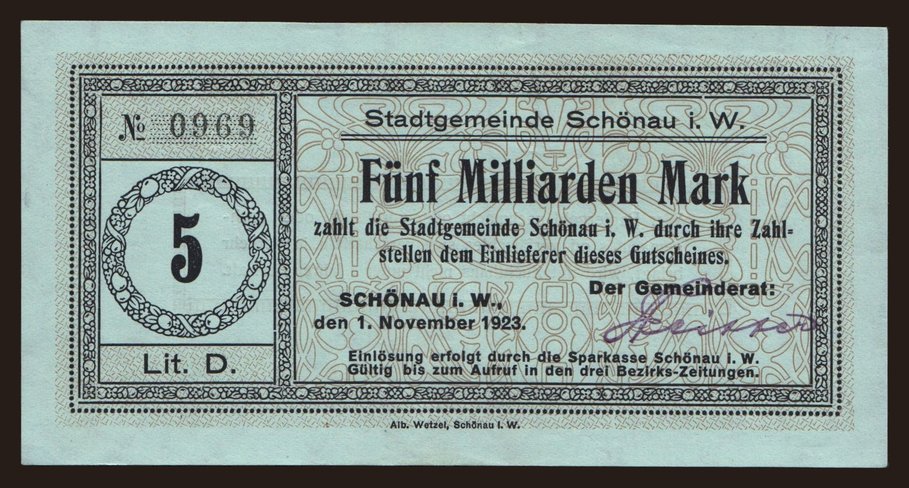 № 0969
5
Lit. D.
Stadtgemeinde Schönau i. W.
Fünf Milliarden Mark
zahlt die Stadtgemeinde Schönau i. W. durch ihre Zahl-
stellen dem Einlieferer dieses Gutscheines.
SCHÖNAU i. W.,
den 1. November 1923.
Der Gemeinderat:
Einlösung erfolgt durch die Sparkasse Schönau i. W.
Gültig bis zum Aufruf in den drei Bezirks-Zeitungen.
Alb. Wetzel, Schönau i. W.